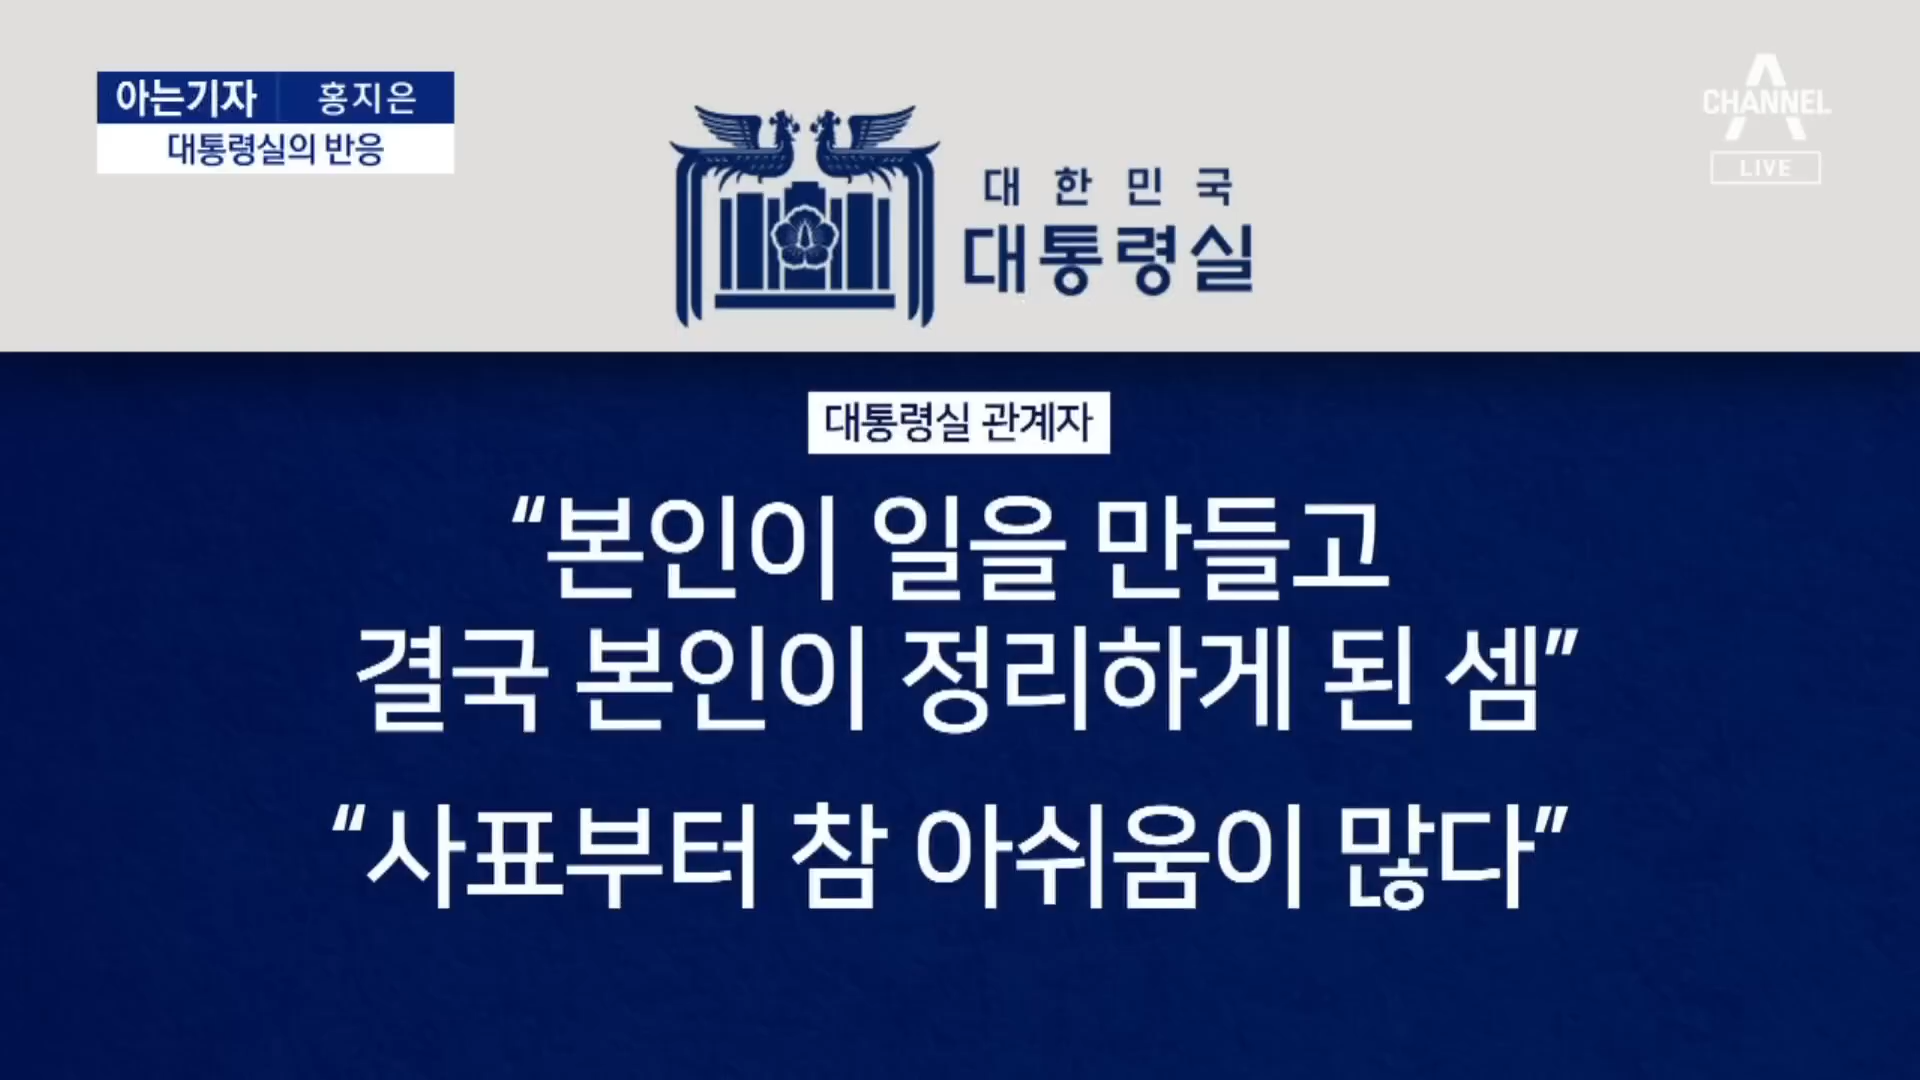 아는기자 홍지은
대통령실의 반응
CHANNEL A
LIVE
대한민국
대통령실
대통령실 관계자
“본인이 일을 만들고
결국 본인이 정리하게 된 셈”
“사표부터 참 아쉬움이 많다”